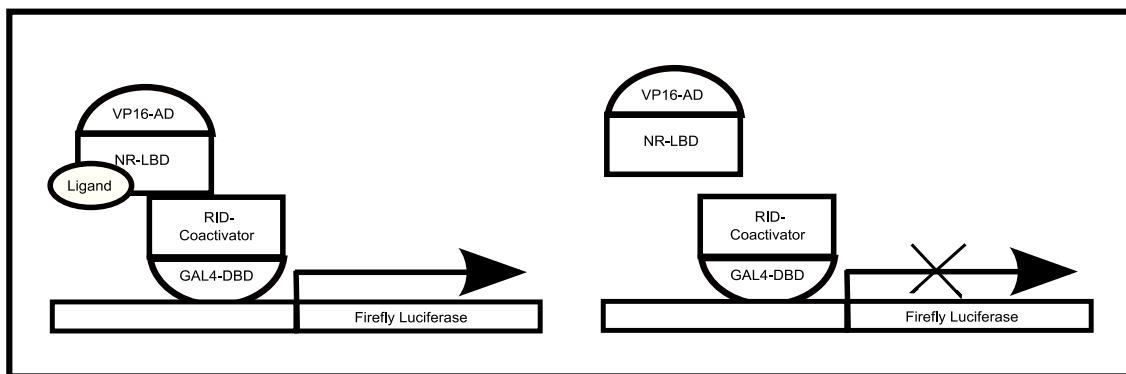 VP16-AD
NR-LBD
Ligand
RID-
Coactivator
GAL4-DBD
Firefly Luciferase
VP16-AD
NR-LBD
RID-
Coactivator
GAL4-DBD
Firefly Luciferase